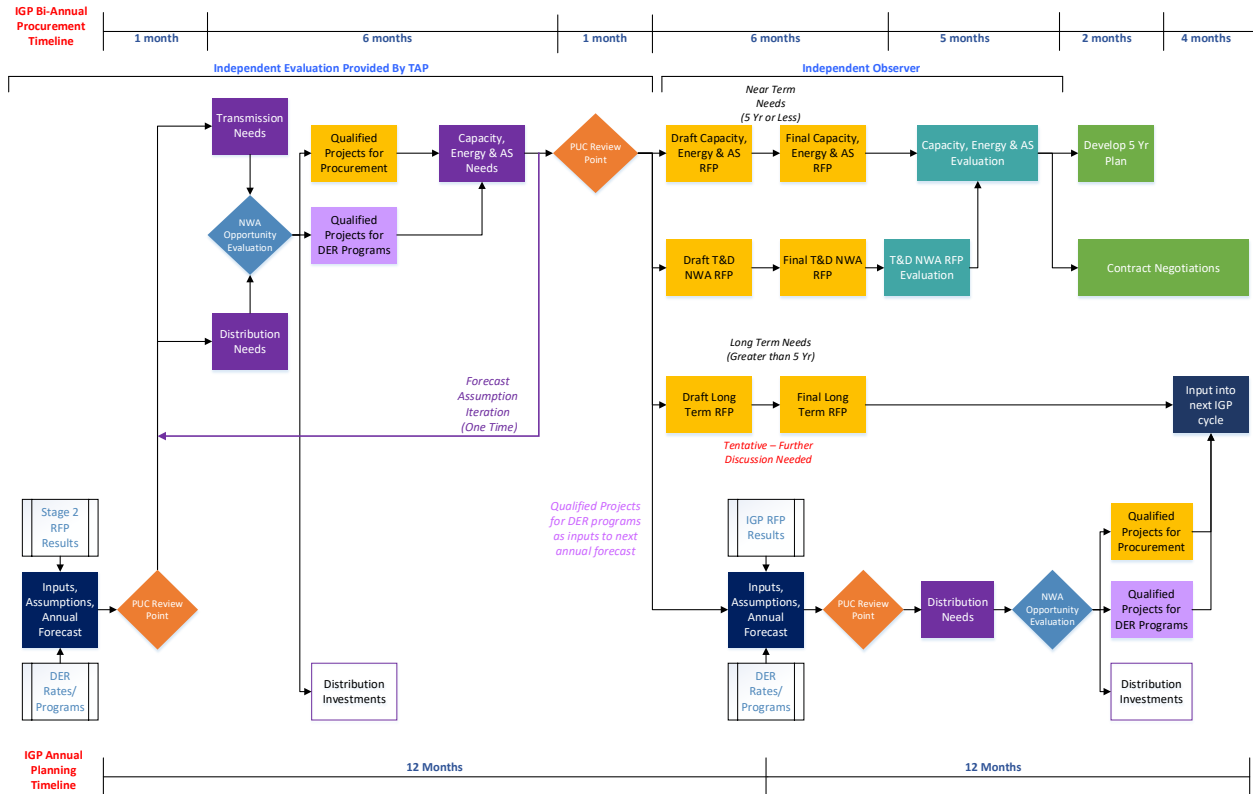 IGP Bi-Annual
Procurement
Timeline
1 month
6 months
1 month
6 months
5 months
2 months
4 months
Independent Evaluation Provided By TAP
Independent Observer
Near Term
Needs
(5 Yr or Less)
Transmission
Needs
Qualified
Projects for
Procurement
Capacity,
Energy & AS
Needs
PUC Review
Point
Draft Capacity,
Energy & AS
RFP
Final Capacity,
Energy & AS
RFP
Capacity, Energy & AS
Evaluation
Develop 5 Yr
Plan
NWA
Opportunity
Evaluation
Qualified
Projects for
DER Programs
Draft T&D
NWA RFP
Final T&D NWA
RFP
T&D NWA RFP
Evaluation
Contract Negotiations
Distribution
Needs
Long Term Needs
(Greater than 5 Yr)
Forecast
Assumption
Iteration
(One Time)
Draft Long
Term RFP
Final Long
Term RFP
Input into
next IGP
cycle
Tentative – Further
Discussion Needed
Stage 2
RFP
Results
Qualified Projects
for DER programs
as inputs to next
annual forecast
IGP RFP
Results
Qualified
Projects for
Procurement
Inputs,
Assumptions,
Annual
Forecast
PUC Review
Point
Inputs,
Assumptions,
Annual
Forecast
PUC Review
Point
Distribution
Needs
NWA
Opportunity
Evaluation
Qualified
Projects for
DER Programs
DER
Rates/
Programs
Distribution
Investments
DER
Rates/
Programs
Distribution
Investments
IGP Annual
Planning
Timeline
12 Months
12 Months